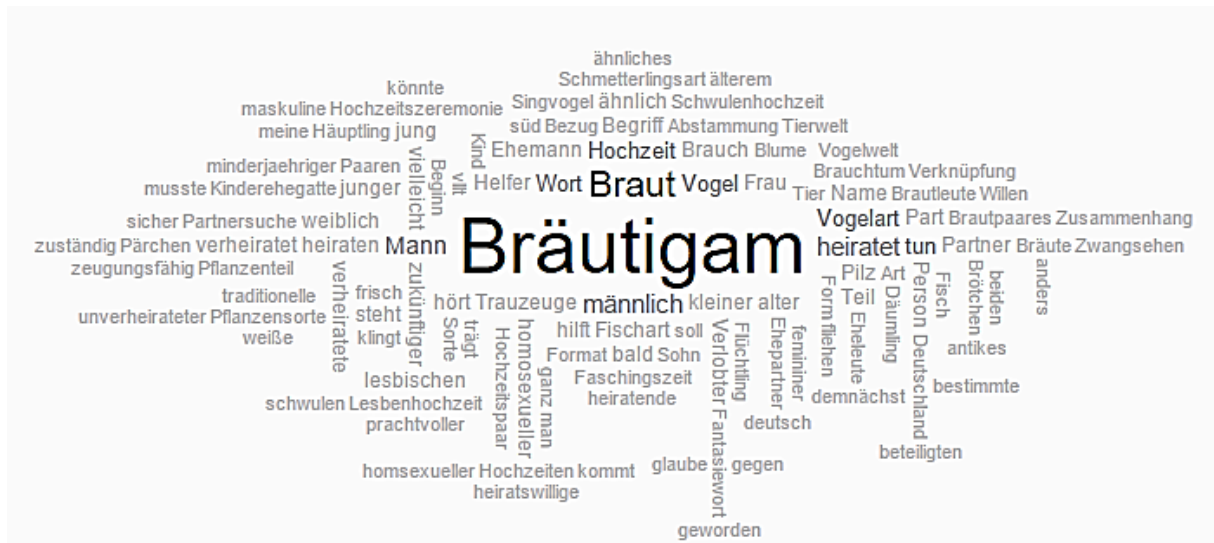 ähnliches
Schmetterlingsart älterem
könnte
maskuline Hochzeitszeremonie Singvogel ähnlich Schwulenhochzeit
meine Häuptling jung süd Bezug Begriff Abstammung Tierwelt
Kind Ehemann Hochzeit Brauch Blume Vogelwelt
minderjaehriger Paaren vielleicht Beginn vllt Brauchtum Verknüpfung
musste Kinderehegatte junger Helfer Wort Braut Vogel Frau Tier Name Brautleute Willen
sicher Partnersuche weiblich Vogelart Part Brautpaares Zusammenhang
zuständig Pärchen verheiratet heiraten Mann Bräutigam heiratet tun Partner Bräute Zwangsehen
zeugungsfähig Pflanzenteil verheiratete zukünftiger Pilz Art Person Fisch Brötchen beiden anders
traditionelle frisch hört Trauzeuge männlich kleiner alter Form fliehen Teil Däumling
unverheirateter Pflanzensorte steht Sorte trägt hilft Fischart soll Eheleute Deutschland
weiße klingt Hochzeitspaar homosexueller Format bald Sohn Verlobter Flüchtling Ehepartner femininer antikes
lesbischen ganz man Faschingszeit bestimmte
schwulen Lesbenhochzeit heiratende demnächst
prachtvoller Fantasiewort deutsch
beteiligten
homsexueller Hochzeiten kommt glaube gegen
heiratswillige
geworden